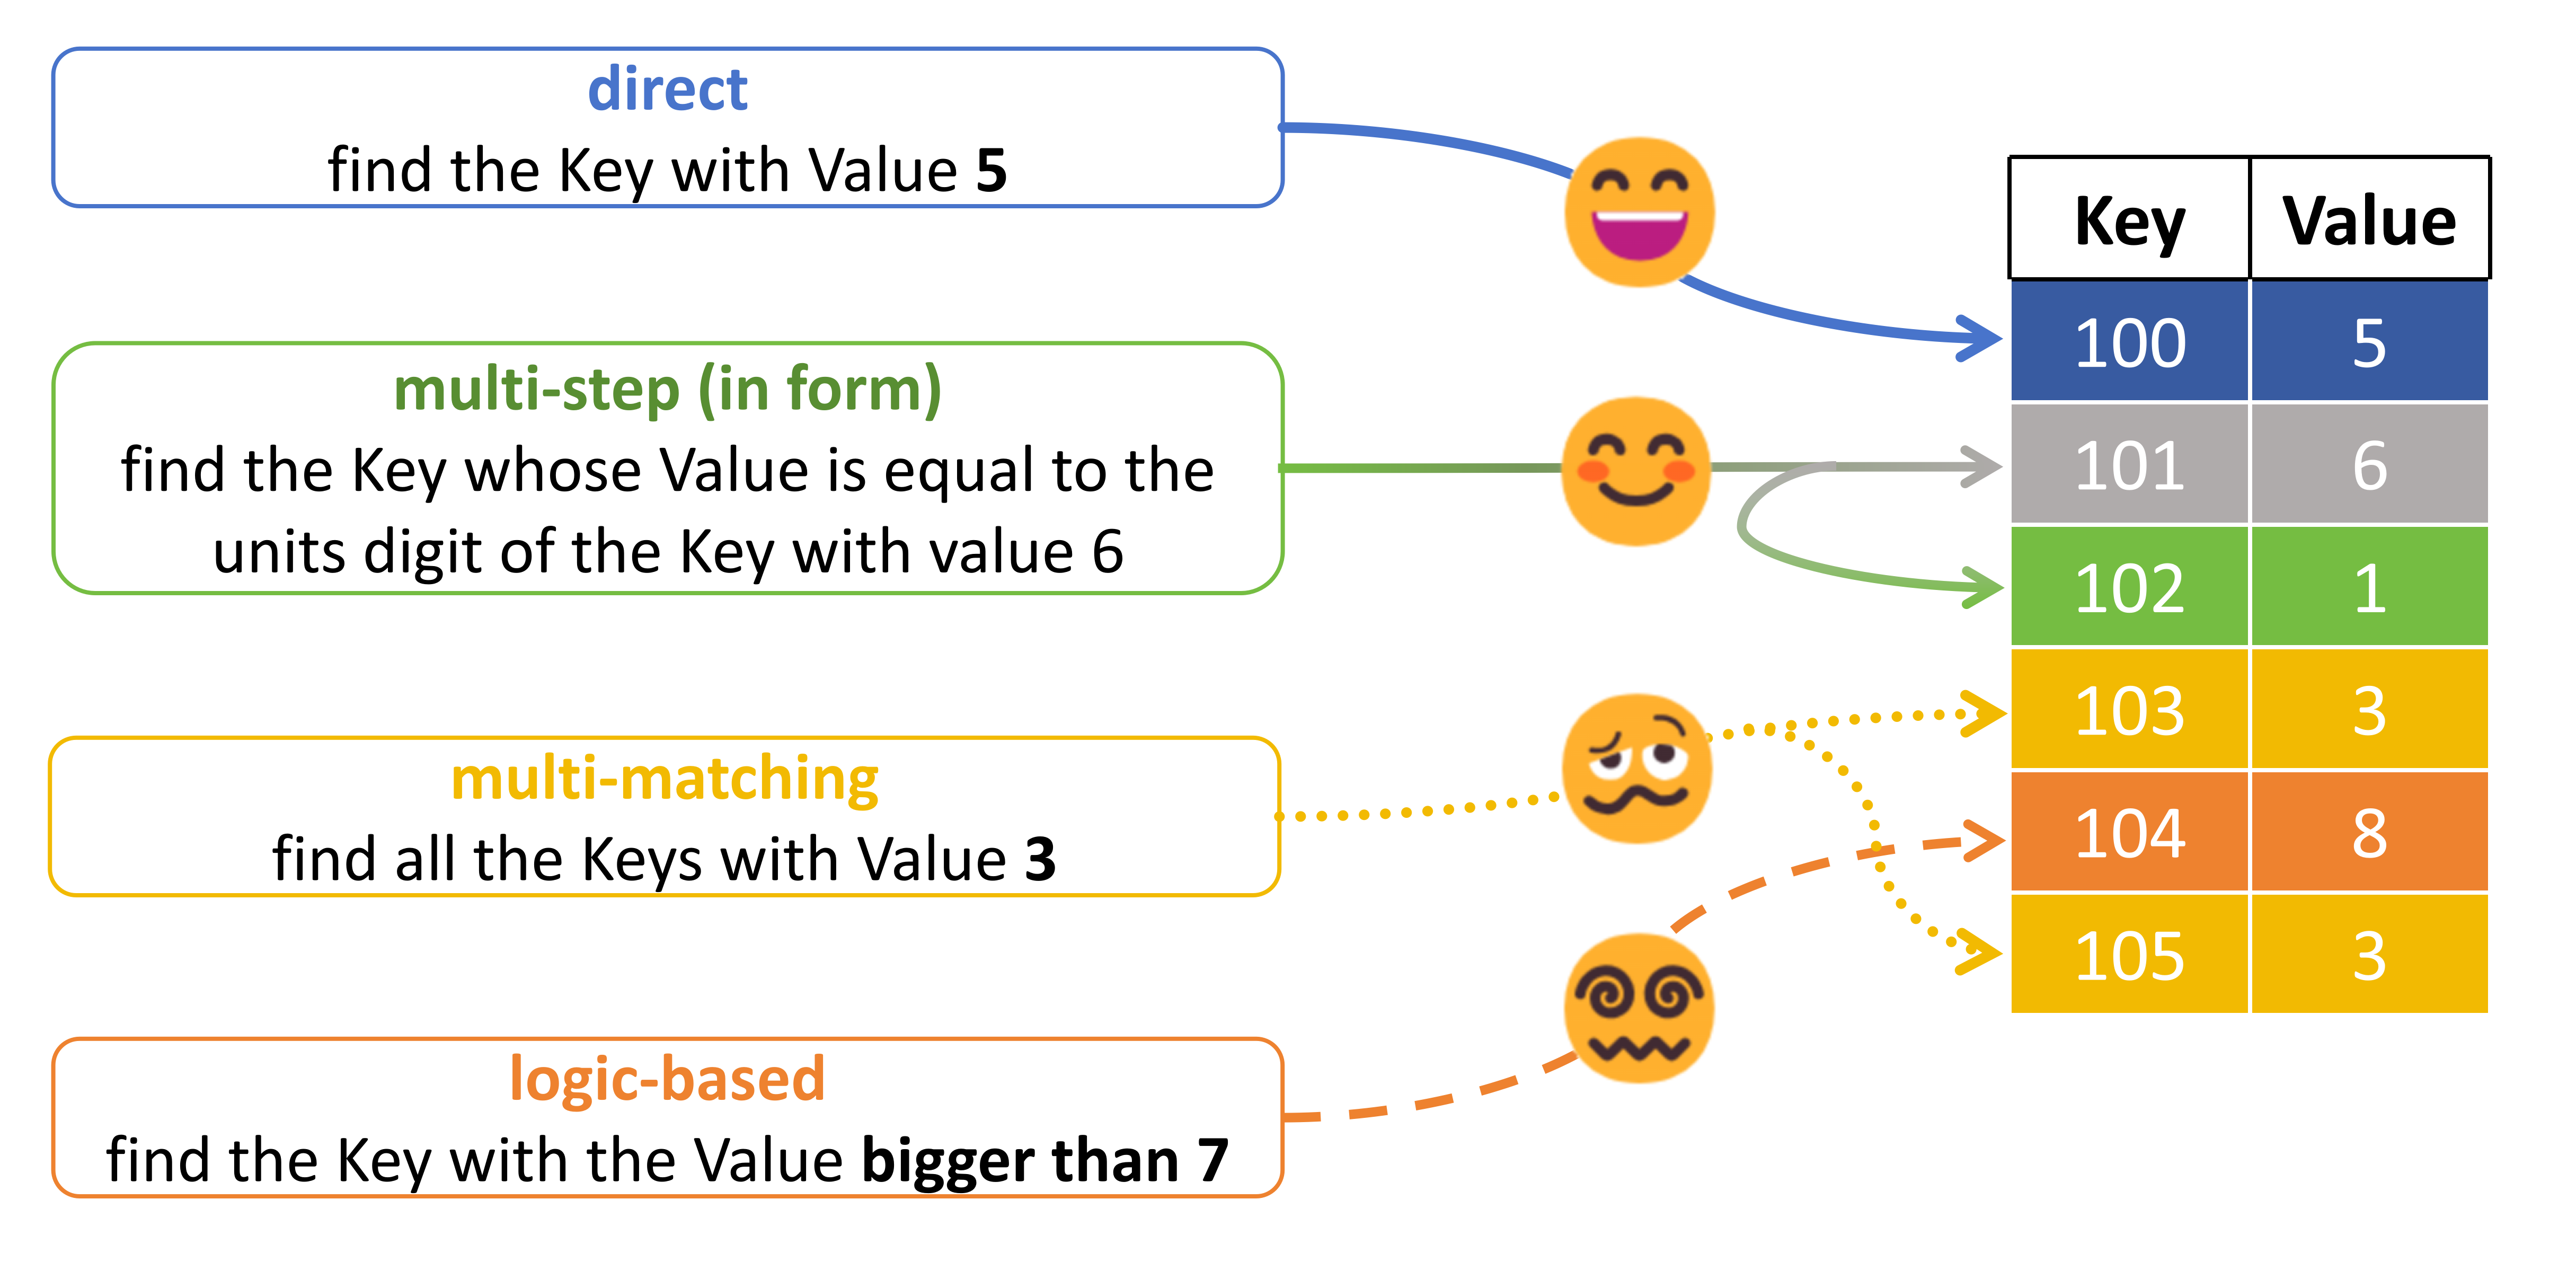 direct
find the Key with Value 5
multi-step (in form)
find the Key whose Value is equal to the
units digit of the Key with value 6
multi-matching
find all the Keys with Value 3
logic-based
find the Key with the Value bigger than 7
Key Value
100 5
101 6
102 1
103 3
104 8
105 3